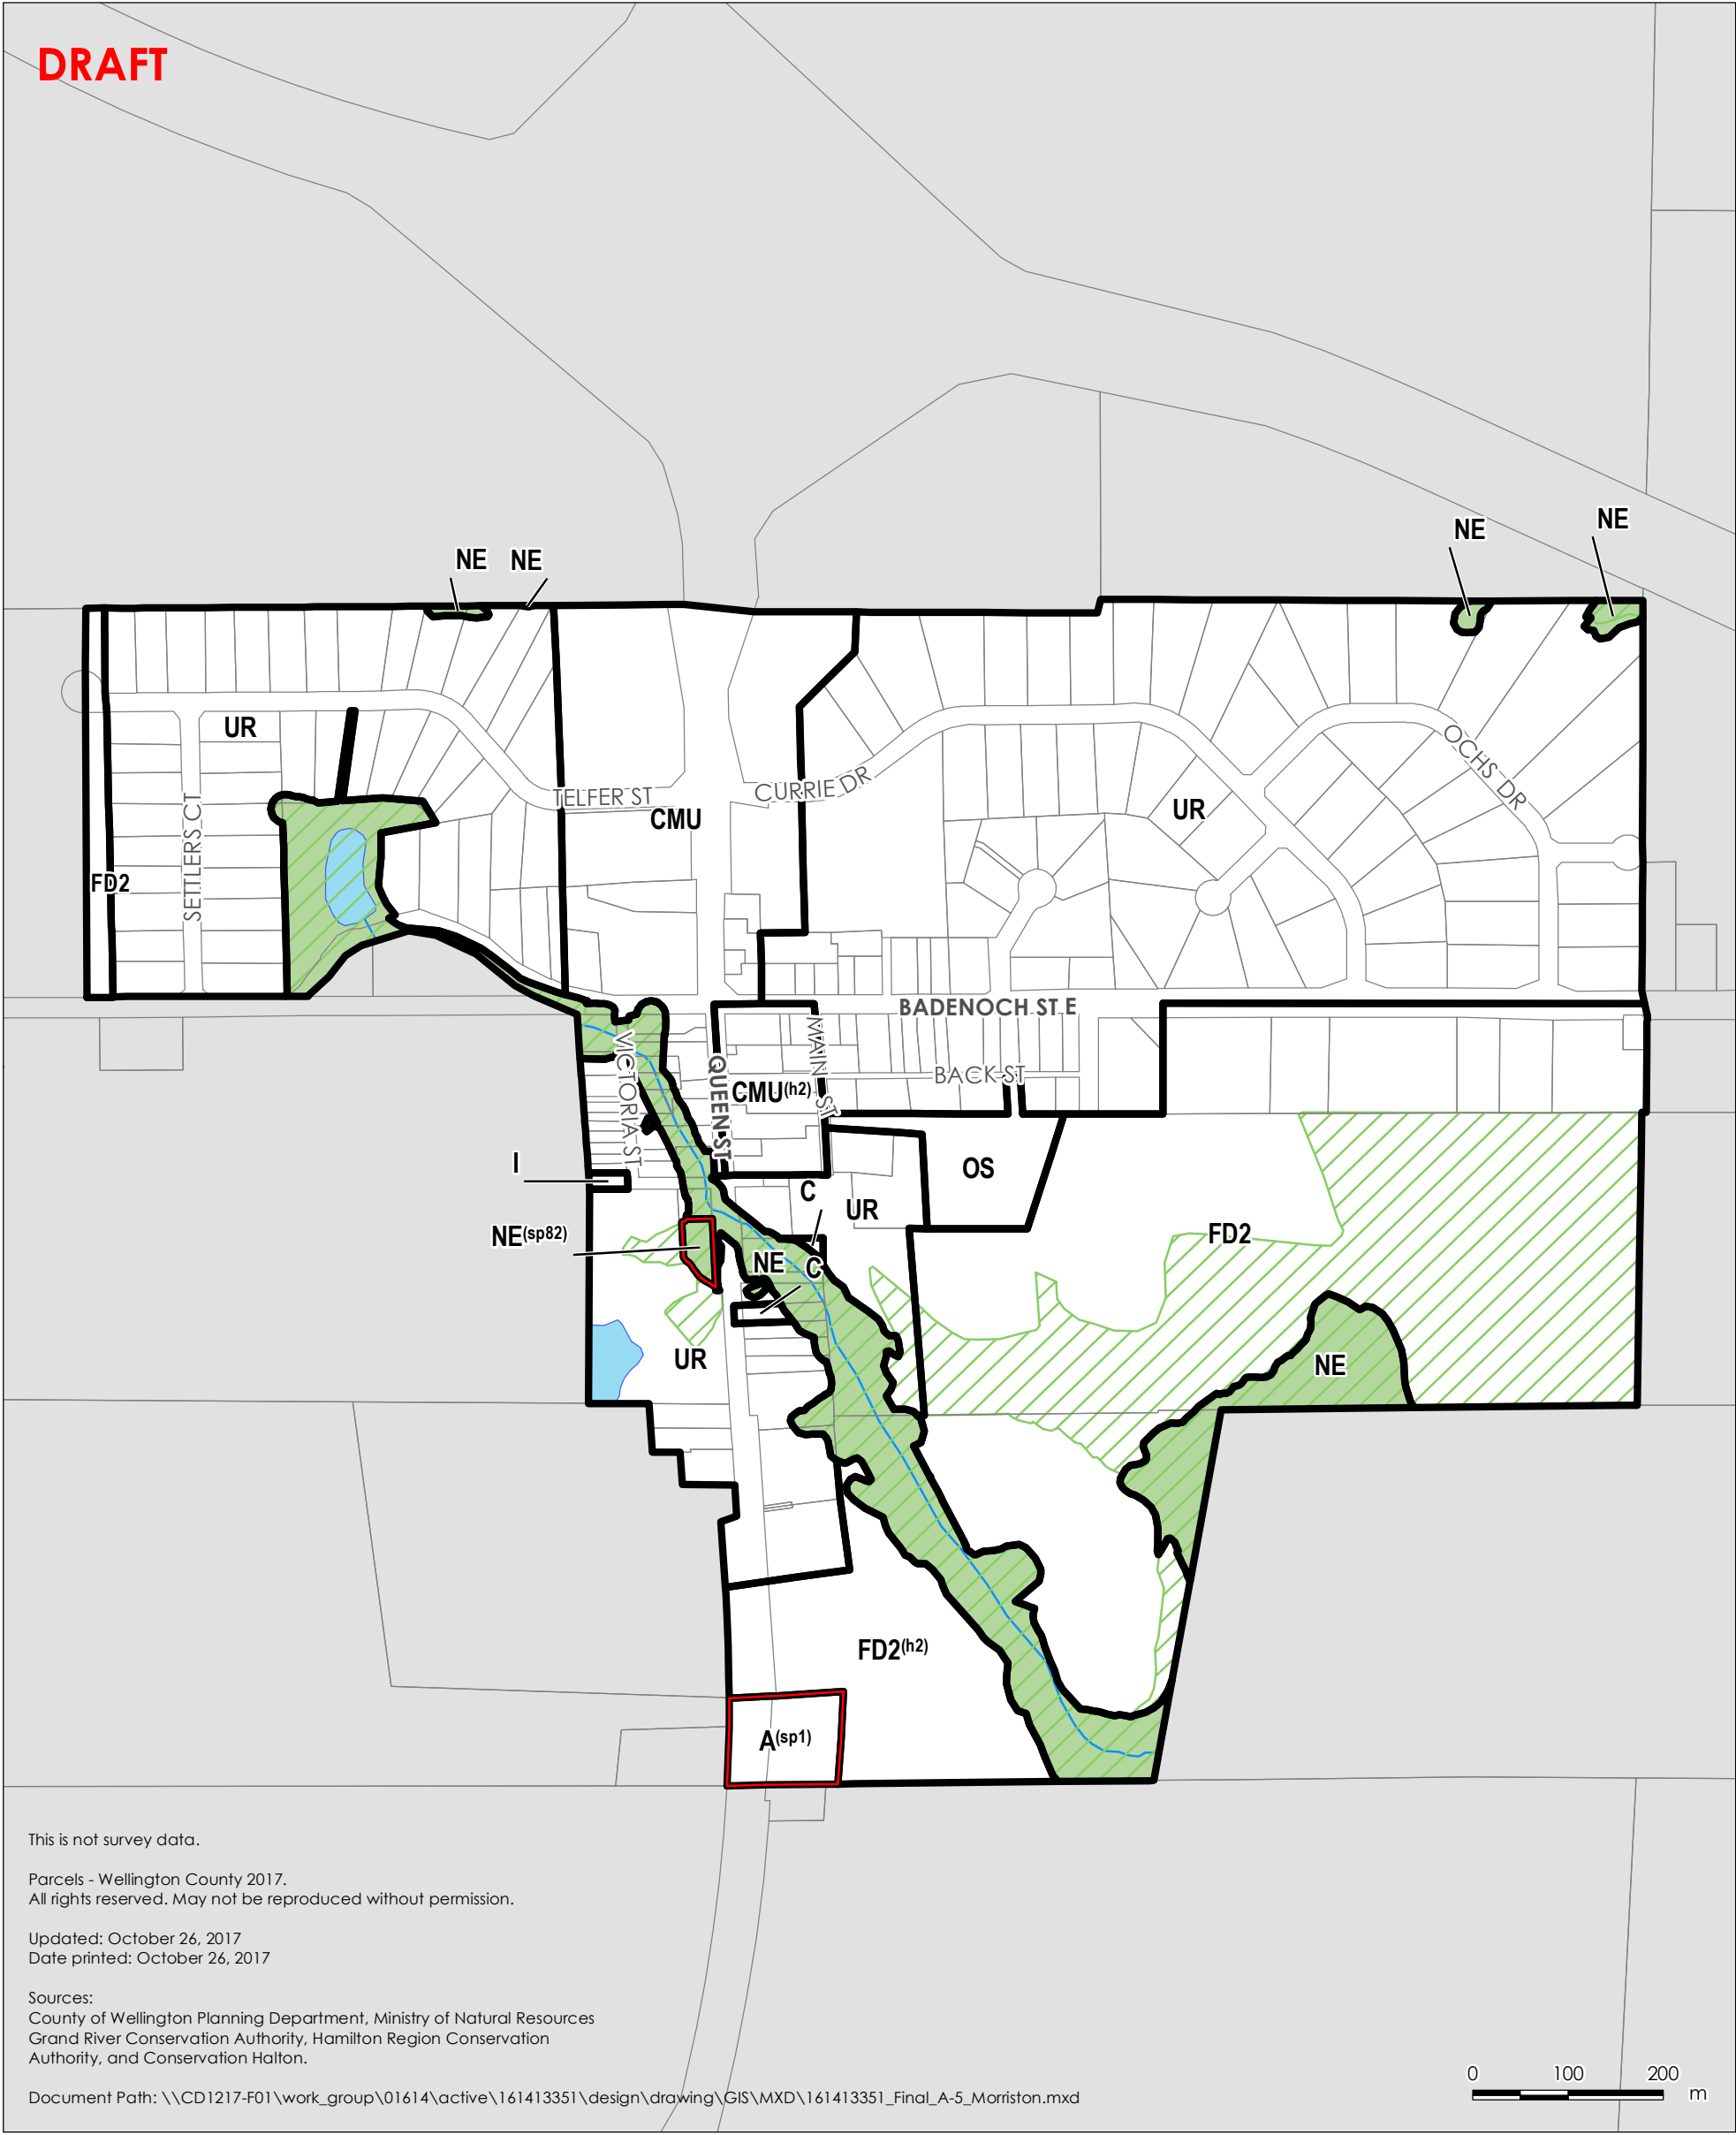 DRAFT
NE
NE
NE
NE
UR
TELFER ST
CURRIE DR
CMU
UR
OCHS DR
SETTLERS CT
FD2
BADENOCH ST E
VICTORIA ST
QUEEN ST
MAIN ST
BACK ST
CMU(h2)
I
OS
C
UR
NE(sp82)
NE
C
FD2
UR
NE
FD2(h2)
A(sp1)
This is not survey data.
Parcels - Wellington County 2017.
All rights reserved. May not be reproduced without permission.
Updated: October 26, 2017
Date printed: October 26, 2017
Sources:
County of Wellington Planning Department, Ministry of Natural Resources
Grand River Conservation Authority, Hamilton Region Conservation
Authority, and Conservation Halton.
Document Path: \\CD1217-F01\work_group\01614\active\161413351\design\drawing\GIS\MXD\161413351_Final_A-5_Morriston.mxd
0 100 200
m